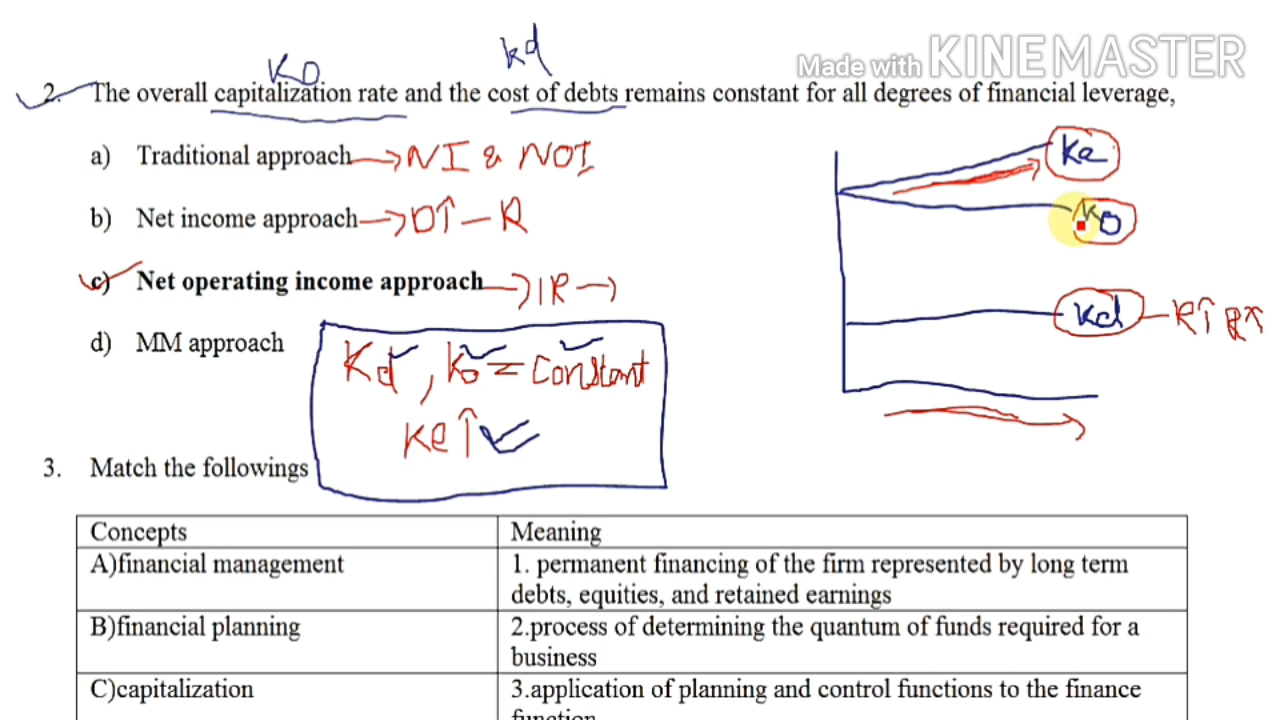 Made with KINEMASTER
KO
kd
2. The overall capitalization rate and the cost of debts remains constant for all degrees of financial leverage,
a) Traditional approach → NI & NOI
b) Net income approach → D↑ - R
c) Net operating income approach → IR →
d) MM approach
Kd, Ko = Constant
Ke↑
Ke
KO
Kd - R↑ R↑
3. Match the followings
Concepts Meaning
A)financial management 1. permanent financing of the firm represented by long term
debts, equities, and retained earnings
B)financial planning 2.process of determining the quantum of funds required for a
business
C)capitalization 3.application of planning and control functions to the finance
function